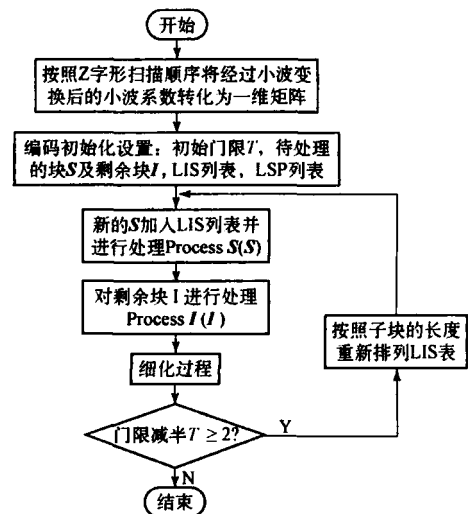 开始
按照Z字形扫描顺序将经过小波变
换后的小波系数转化为一维矩阵
编码初始化设置：初始门限T，待处理
的块S及剩余块I，LIS列表，LSP列表
新的S加入LIS列表并
进行处理Process S(S)
对剩余块I进行处理
Process I(I)
按照子块的长度
重新排列LIS表
细化过程
门限减半T ≥ 2?
Y
N
结束